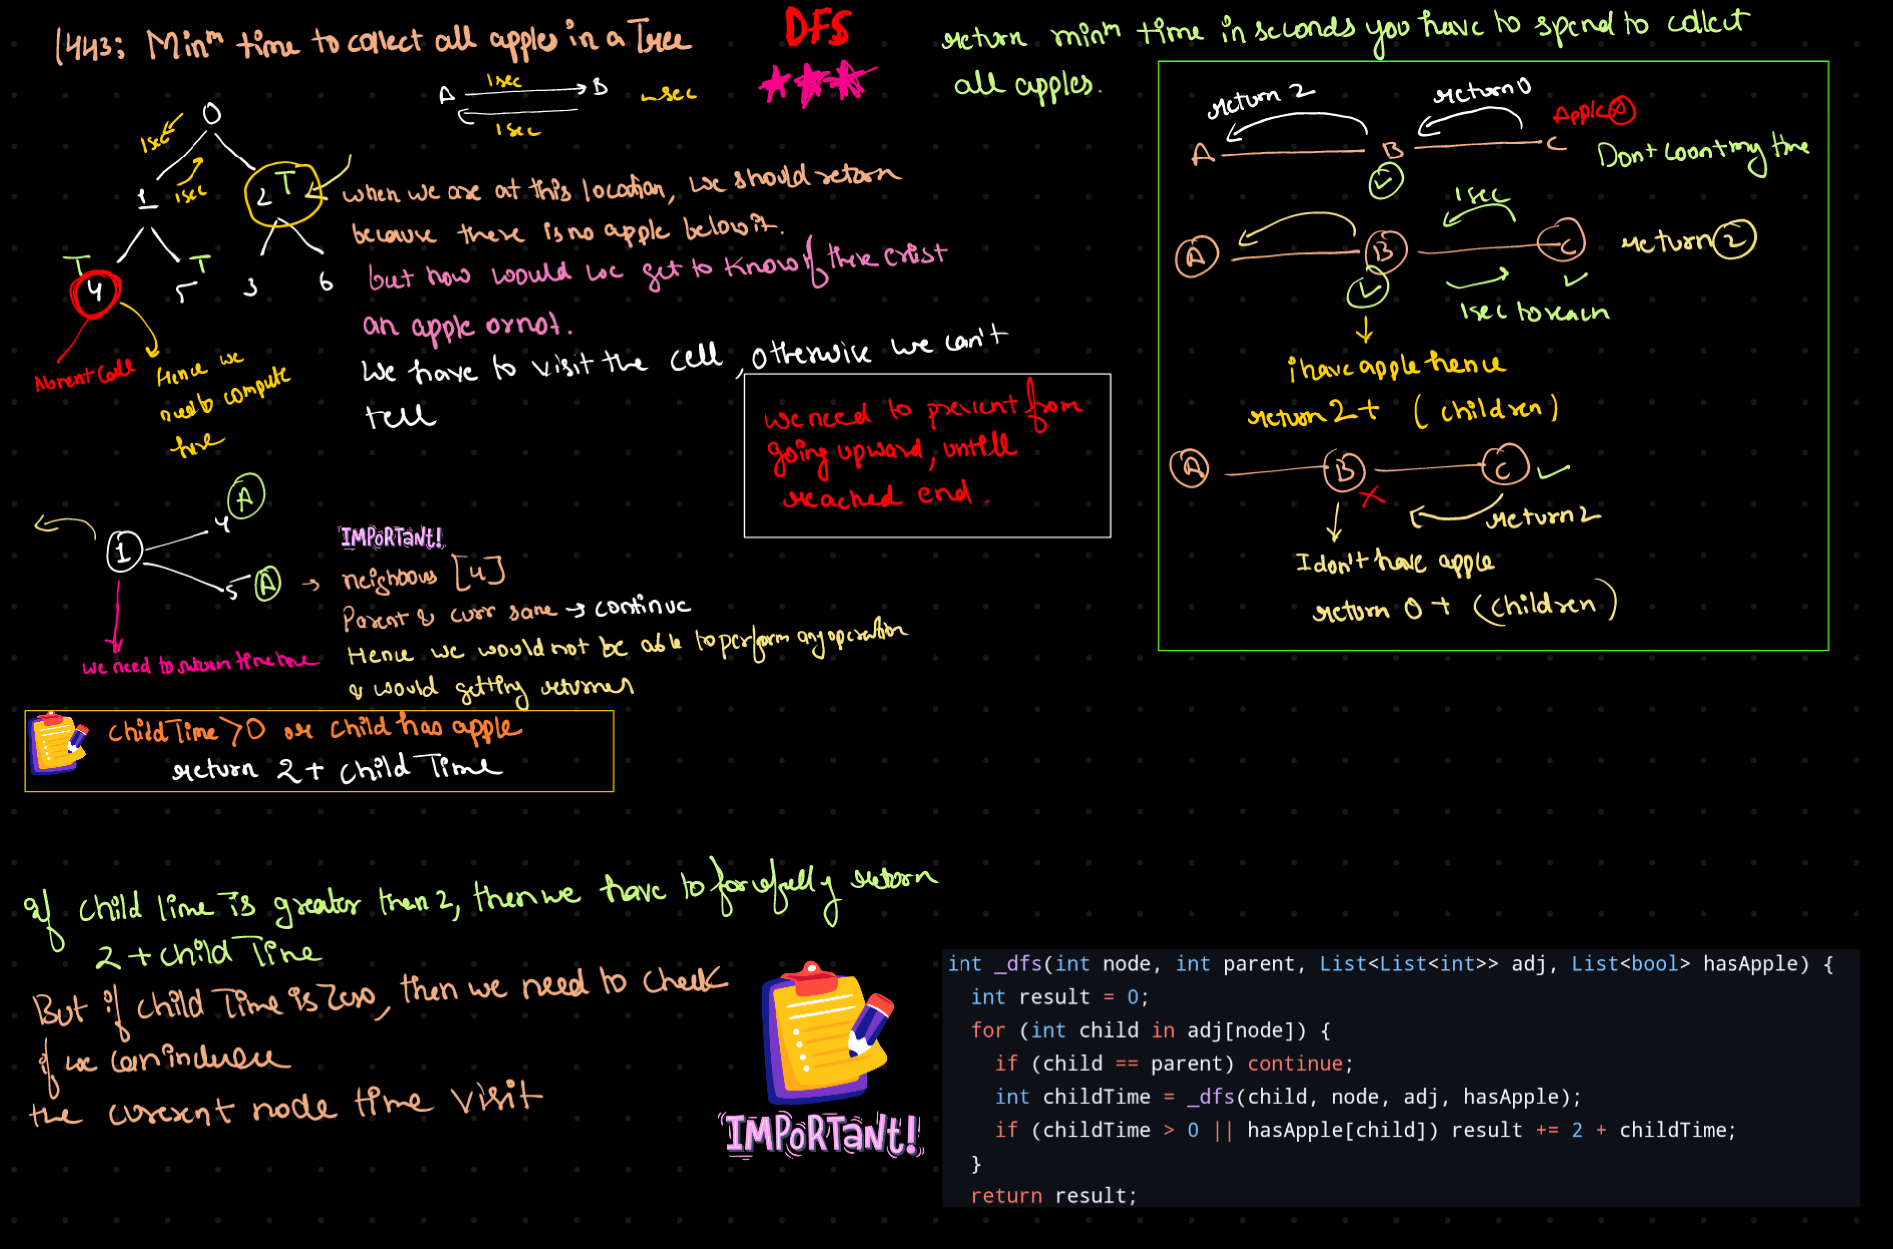 1443: Minm time to collect all apples in a Tree
DFS
return minm time in seconds you have to spend to collect
all apples.
A 1sec B
1sec
0
1sec
1sec
1
2 T
when we are at this location, we should return
because there is no apple below it.
but how would we get to know if there exist
an apple or not.
We have to visit the cell, otherwise we can't
tell
T
4
T
5
3
6
Hence we
need to compute
time
we need to prevent from
going upward, untill
reached end.
return 2
return 0
Apple
A
B
C
Don't count my time
1sec
A
B
C
return 2
1sec to reach
i have apple hence
return 2 + (children)
A
B
C
return 2
I don't have apple
return 0 + (children)
1
4 A
5 A
IMPORTANT!
neighbous [4]
Parent & curr same → continue
Hence we would not be able to perform any operation
& would getting returned
we need to return time here
Child Time > 0 or child has apple
return 2 + child Time
If child time is greater then 2, then we have to forcefully return
2 + child Time
But if child Time is Zero, then we need to check
if we can include
the current node time visit
IMPORTANT!
int _dfs(int node, int parent, List<List<int>> adj, List<bool> hasApple) {
int result = 0;
for (int child in adj[node]) {
if (child == parent) continue;
int childTime = _dfs(child, node, adj, hasApple);
if (childTime > 0 || hasApple[child]) result += 2 + childTime;
}
return result;